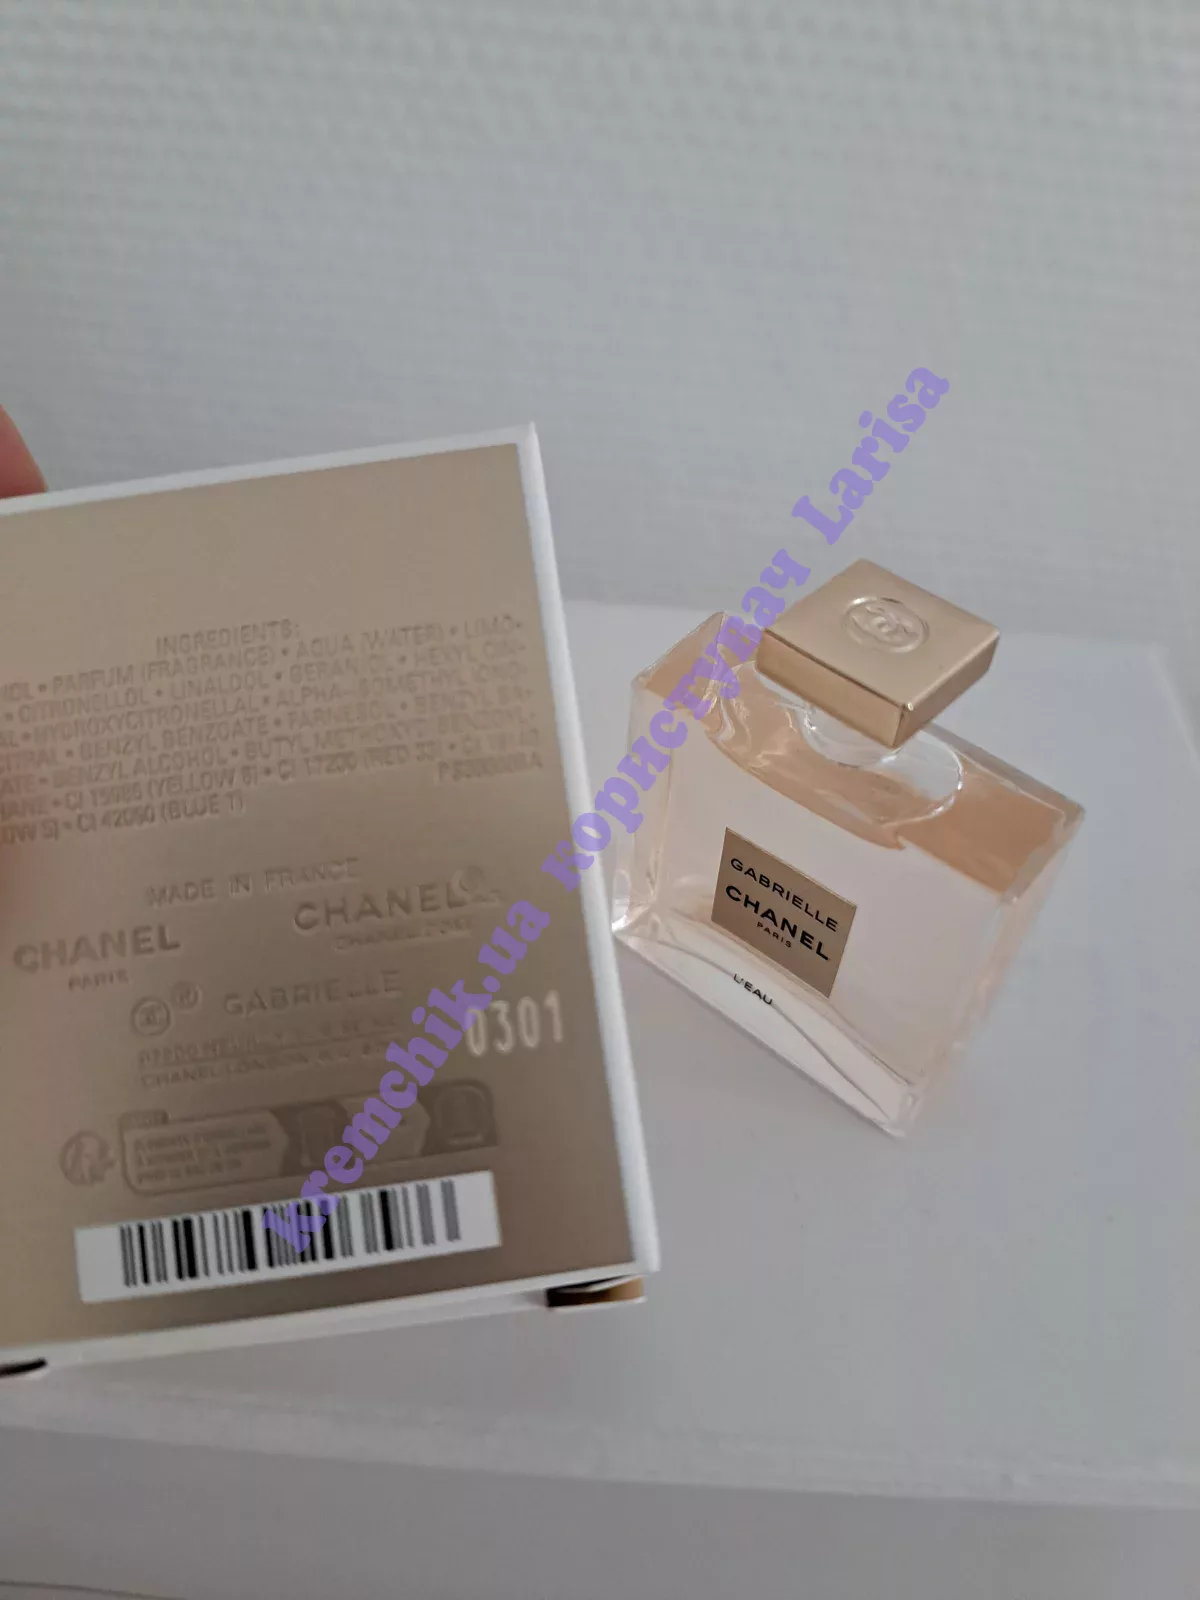 INGREDIENTS:
PARFUM (FRAGRANCE) • AQUA (WATER) • LIMO-
CITRONELLOL • LINALOOL • GERANIOL • HEXYL CIN-
HYDROXYCITRONELLAL • ALPHA-ISOMETHYL IONO-
BENZYL BENZOATE • FARNESOL • BENZYL SA-
BENZYL ALCOHOL • BUTYL METHOXYDIBENZOYL-
CI 15985 (YELLOW 6) • CI 17200 (RED 33) • CI 19140
CI 42090 (BLUE 1)
MADE IN FRANCE
CHANEL
PARIS
CHANEL
GABRIELLE
CHANEL LONDON
0301
GABRIELLE
CHANEL
PARIS
L'EAU
kremchik.ua Користувач Larisa